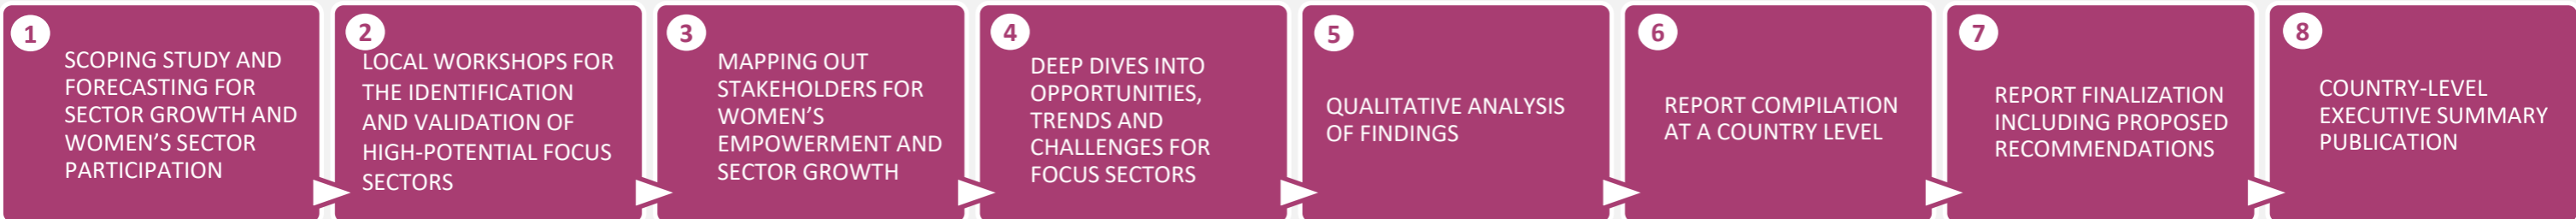 1
SCOPING STUDY AND
FORECASTING FOR
SECTOR GROWTH AND
WOMEN’S SECTOR
PARTICIPATION
2
LOCAL WORKSHOPS FOR
THE IDENTIFICATION
AND VALIDATION OF
HIGH-POTENTIAL FOCUS
SECTORS
3
MAPPING OUT
STAKEHOLDERS FOR
WOMEN’S
EMPOWERMENT AND
SECTOR GROWTH
4
DEEP DIVES INTO
OPPORTUNITIES,
TRENDS AND
CHALLENGES FOR
FOCUS SECTORS
5
QUALITATIVE ANALYSIS
OF FINDINGS
6
REPORT COMPILATION
AT A COUNTRY LEVEL
7
REPORT FINALIZATION
INCLUDING PROPOSED
RECOMMENDATIONS
8
COUNTRY-LEVEL
EXECUTIVE SUMMARY
PUBLICATION